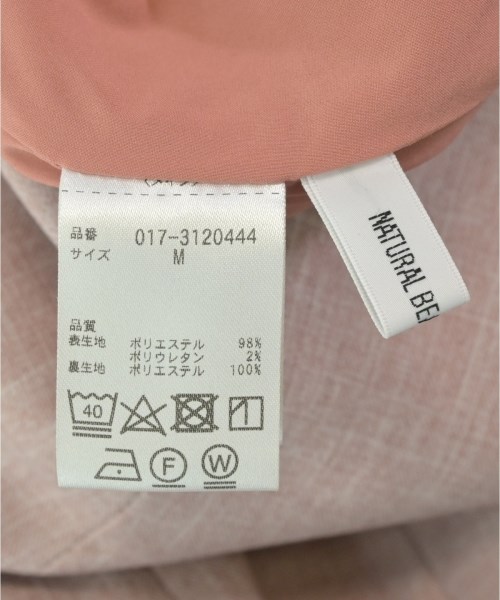 品番 017-3120444
サイズ M
品質
表生地 ポリエステル 98%
ポリウレタン 2%
裏生地 ポリエステル 100%
40
F W
NATURAL BE